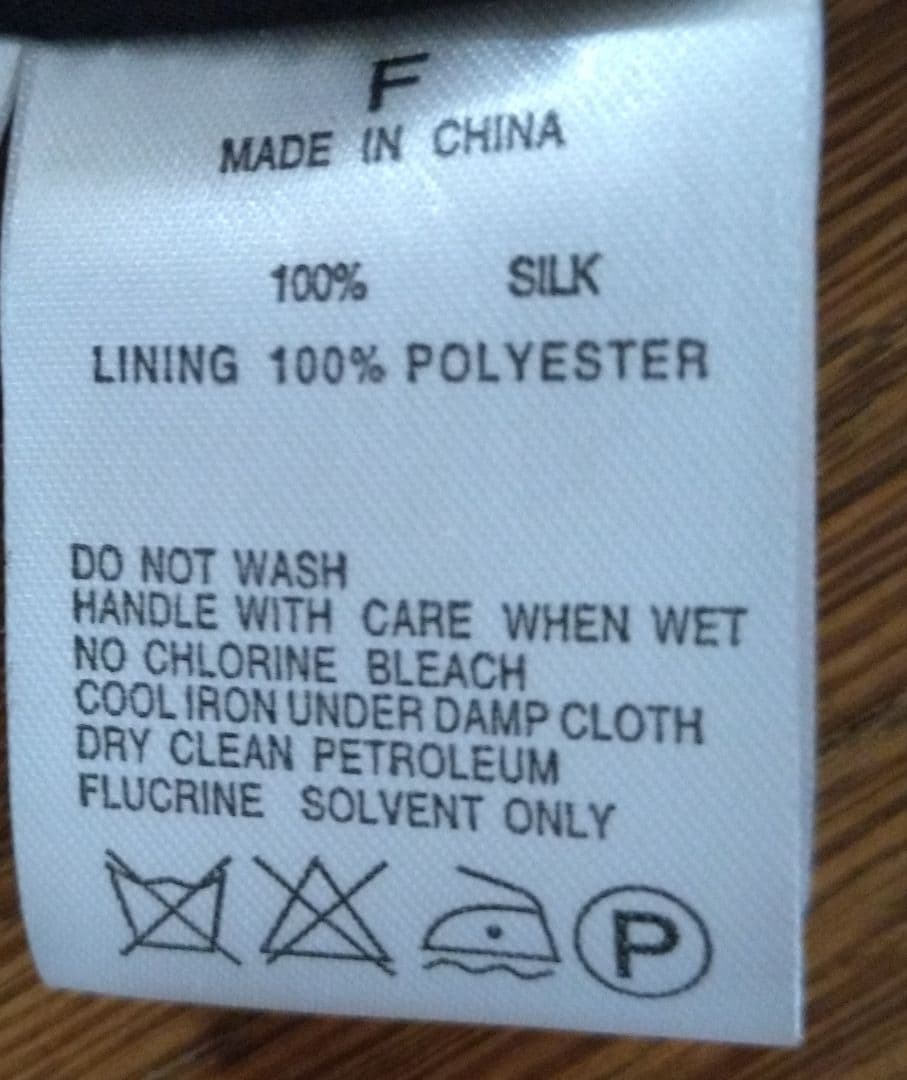 F
MADE IN CHINA
100% SILK
LINING 100% POLYESTER
DO NOT WASH
HANDLE WITH CARE WHEN WET
NO CHLORINE BLEACH
COOL IRON UNDER DAMP CLOTH
DRY CLEAN PETROLEUM
FLUCRINE SOLVENT ONLY
P